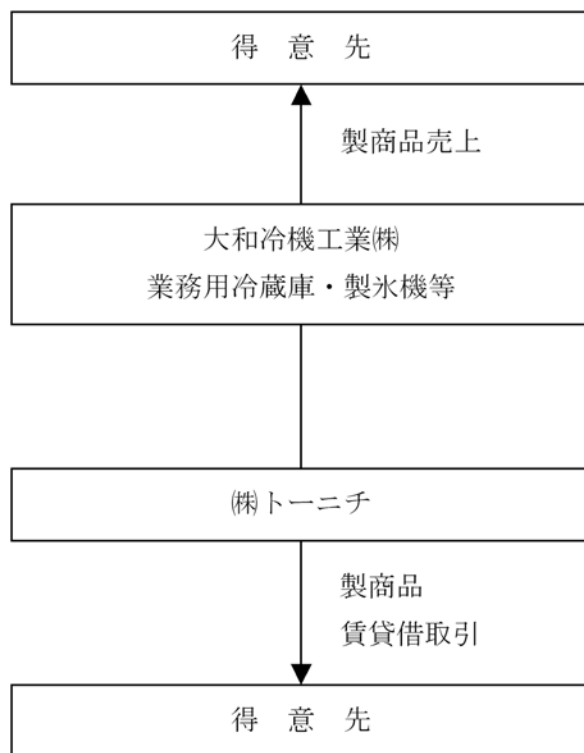 得 意 先
製商品売上
大和冷機工業㈱
業務用冷蔵庫・製氷機等
㈱トーニチ
製商品
賃貸借取引
得 意 先